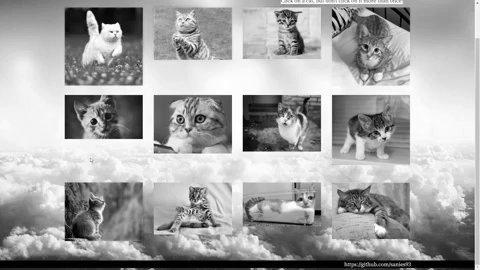 Click on a cat, but don't click on it more than once
https://github.com/sanies93